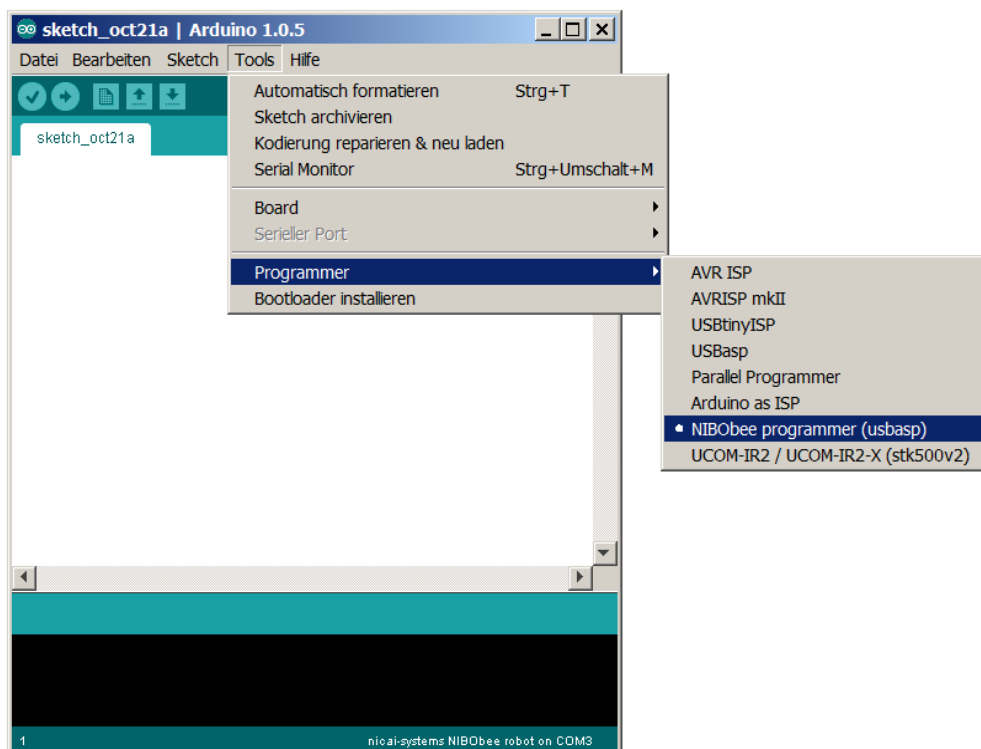 sketch_oct21a | Arduino 1.0.5
Datei Bearbeiten Sketch Tools Hilfe
sketch_oct21a
Automatisch formatieren Strg+T
Sketch archivieren
Kodierung reparieren & neu laden
Serial Monitor Strg+Umschalt+M
Board
Serieller Port
Programmer
Bootloader installieren
AVR ISP
AVRISP mkII
USBtinyISP
USBasp
Parallel Programmer
Arduino as ISP
NIBObee programmer (usbasp)
UCOM-IR2 / UCOM-IR2-X (stk500v2)
1 nicai-systems NIBObee robot on COM3